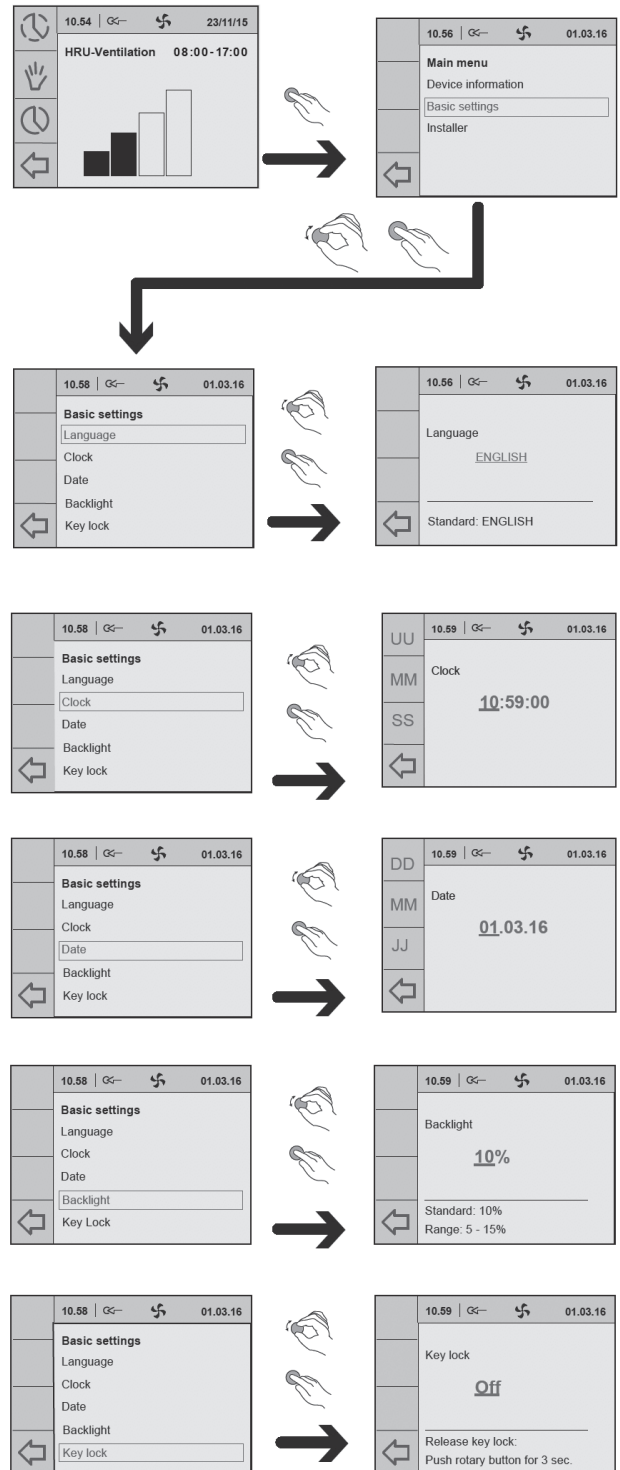 10.54 23/11/15
HRU-Ventilation 08:00-17:00
10.56 01.03.16
Main menu
Device information
Basic settings
Installer
10.58 01.03.16
Basic settings
Language
Clock
Date
Backlight
Key lock
10.56 01.03.16
Language
ENGLISH
Standard: ENGLISH
10.58 01.03.16
Basic settings
Language
Clock
Date
Backlight
Key lock
10.59 01.03.16
UU
MM
SS
Clock
10:59:00
10.58 01.03.16
Basic settings
Language
Clock
Date
Backlight
Key lock
10.59 01.03.16
DD
MM
JJ
Date
01.03.16
10.58 01.03.16
Basic settings
Language
Clock
Date
Backlight
Key Lock
10.59 01.03.16
Backlight
10%
Standard: 10%
Range: 5 - 15%
10.58 01.03.16
Basic settings
Language
Clock
Date
Backlight
Key lock
10.59 01.03.16
Key lock
Off
Release key lock:
Push rotary button for 3 sec.